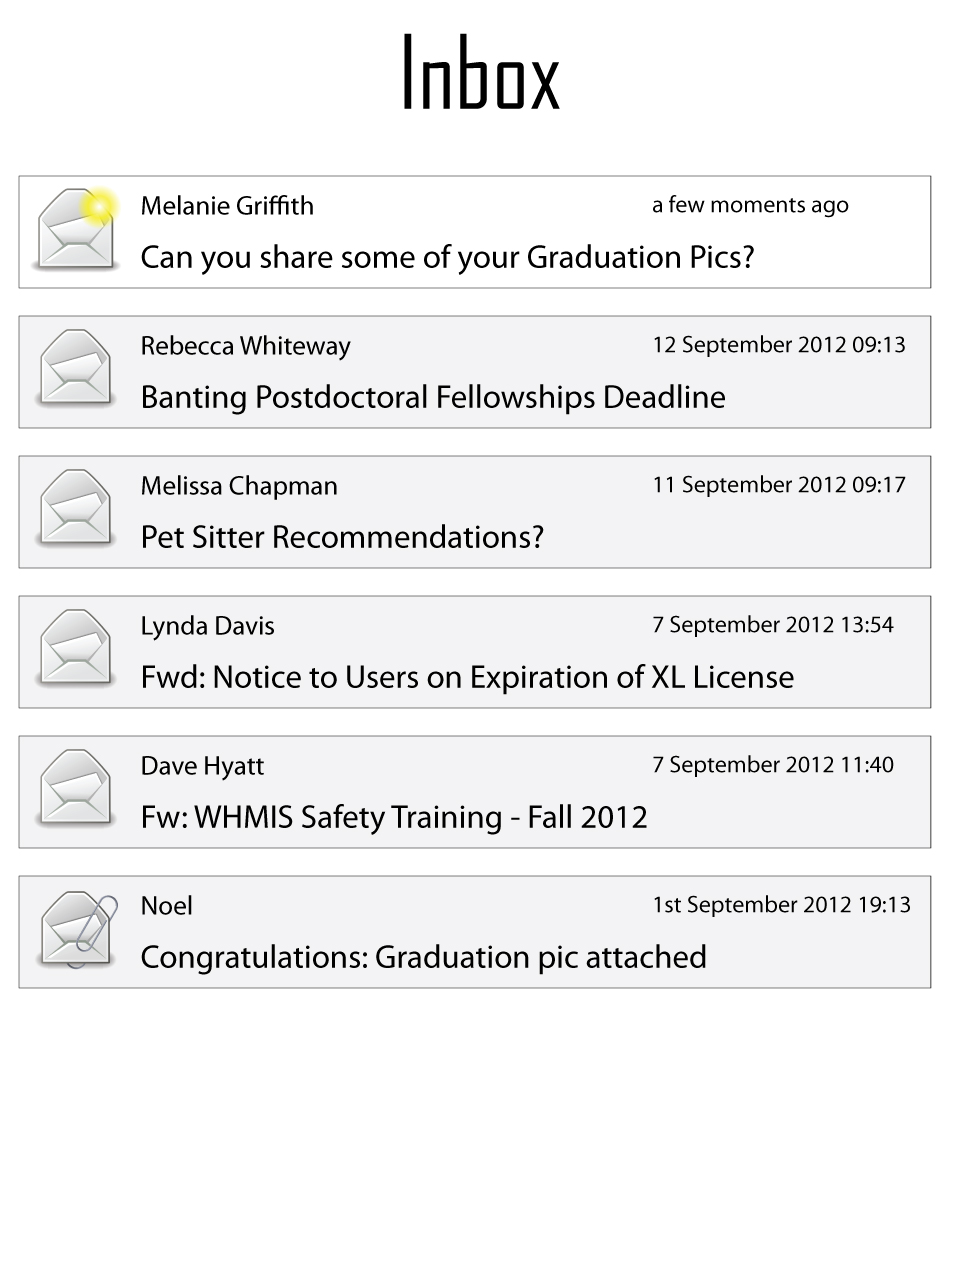 Inbox
Melanie Griffith a few moments ago
Can you share some of your Graduation Pics?
Rebecca Whiteway 12 September 2012 09:13
Banting Postdoctoral Fellowships Deadline
Melissa Chapman 11 September 2012 09:17
Pet Sitter Recommendations?
Lynda Davis 7 September 2012 13:54
Fwd: Notice to Users on Expiration of XL License
Dave Hyatt 7 September 2012 11:40
Fw: WHMIS Safety Training - Fall 2012
Noel 1st September 2012 19:13
Congratulations: Graduation pic attached